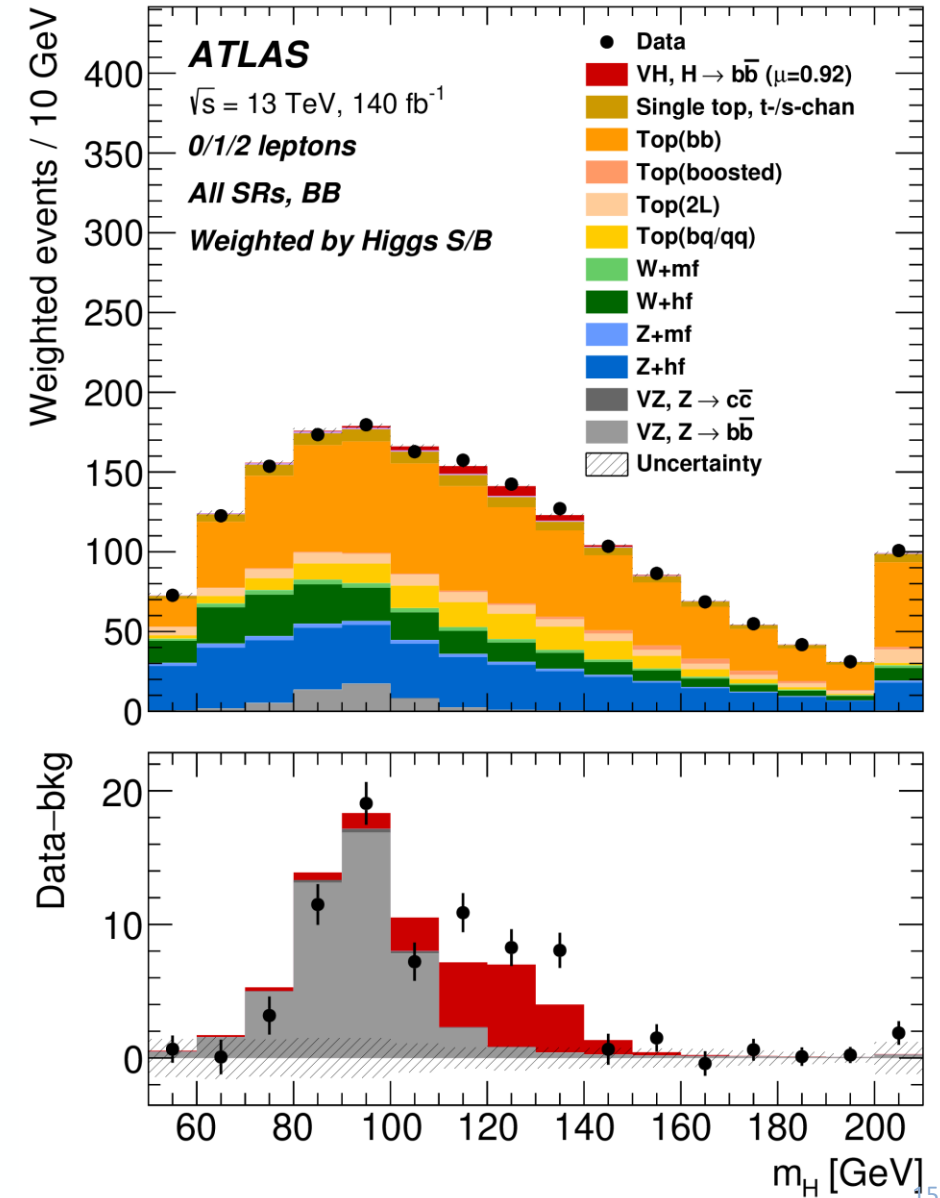 Weighted events / 10 GeV
400
350
300
250
200
150
100
50
0
ATLAS
√s = 13 TeV, 140 fb⁻¹
0/1/2 leptons
All SRs, BB
Weighted by Higgs S/B
Data
VH, H → bb̅ (μ=0.92)
Single top, t-/s-chan
Top(bb)
Top(boosted)
Top(2L)
Top(bq/qq)
W+mf
W+hf
Z+mf
Z+hf
VZ, Z → cc̅
VZ, Z → bb̅
Uncertainty
Data−bkg
20
10
0
60 80 100 120 140 160 180 200
m_H [GeV]
15